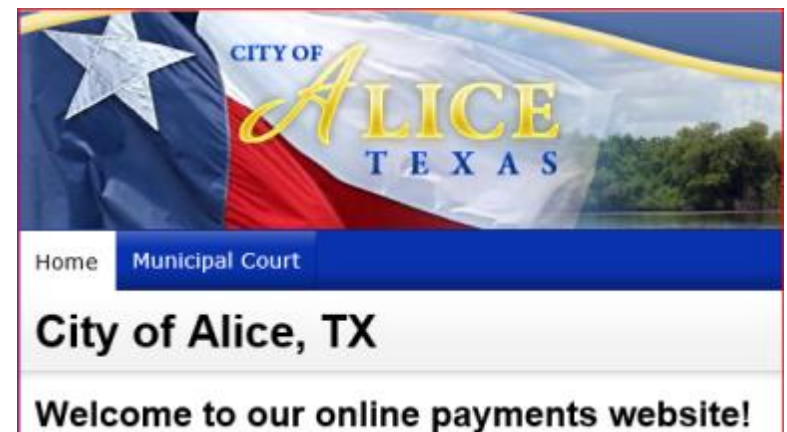 CITY OF
ALICE
TEXAS
Home Municipal Court
City of Alice, TX
Welcome to our online payments website!